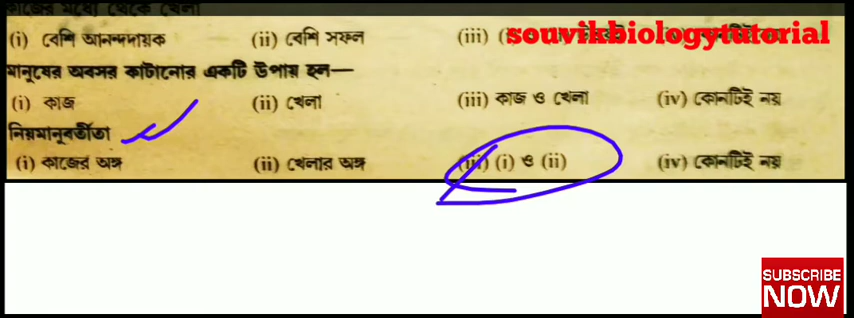 কাজের মধ্যে থেকে খেলা
(i) বেশি আনন্দদায়ক (ii) বেশি সফল (iii) (
souvikbiologytutorial
মানুষের অবসর কাটানোর একটি উপায় হল—
(i) কাজ (ii) খেলা (iii) কাজ ও খেলা (iv) কোনটিই নয়
নিয়মানুবর্তীতা
(i) কাজের অঙ্গ (ii) খেলার অঙ্গ (iii) (i) ও (ii) (iv) কোনটিই নয়
SUBSCRIBE
NOW